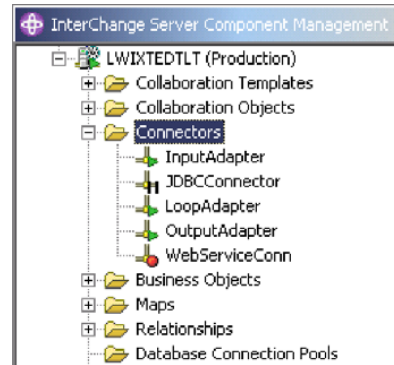 InterChange Server Component Management
LWIXTEDTLT (Production)
Collaboration Templates
Collaboration Objects
Connectors
InputAdapter
JDBCConnector
LoopAdapter
OutputAdapter
WebServiceConn
Business Objects
Maps
Relationships
Database Connection Pools